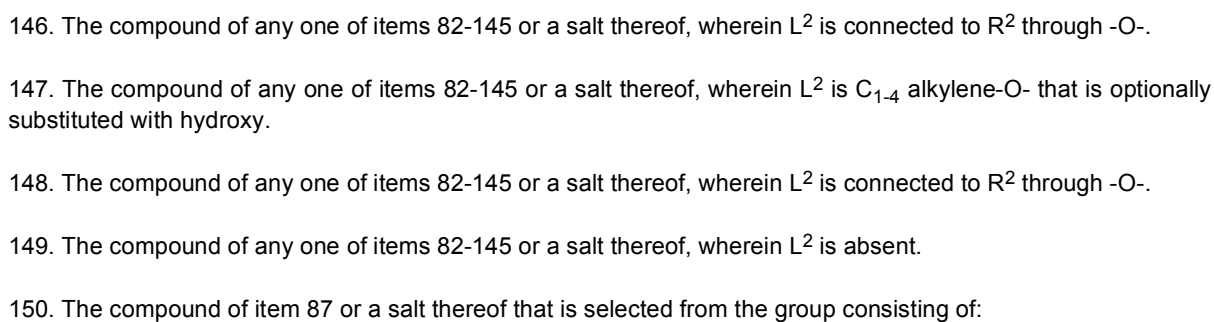 146. The compound of any one of items 82-145 or a salt thereof, wherein L² is connected to R² through -O-.
147. The compound of any one of items 82-145 or a salt thereof, wherein L² is C₁₋₄ alkylene-O- that is optionally
substituted with hydroxy.
148. The compound of any one of items 82-145 or a salt thereof, wherein L² is connected to R² through -O-.
149. The compound of any one of items 82-145 or a salt thereof, wherein L² is absent.
150. The compound of item 87 or a salt thereof that is selected from the group consisting of: